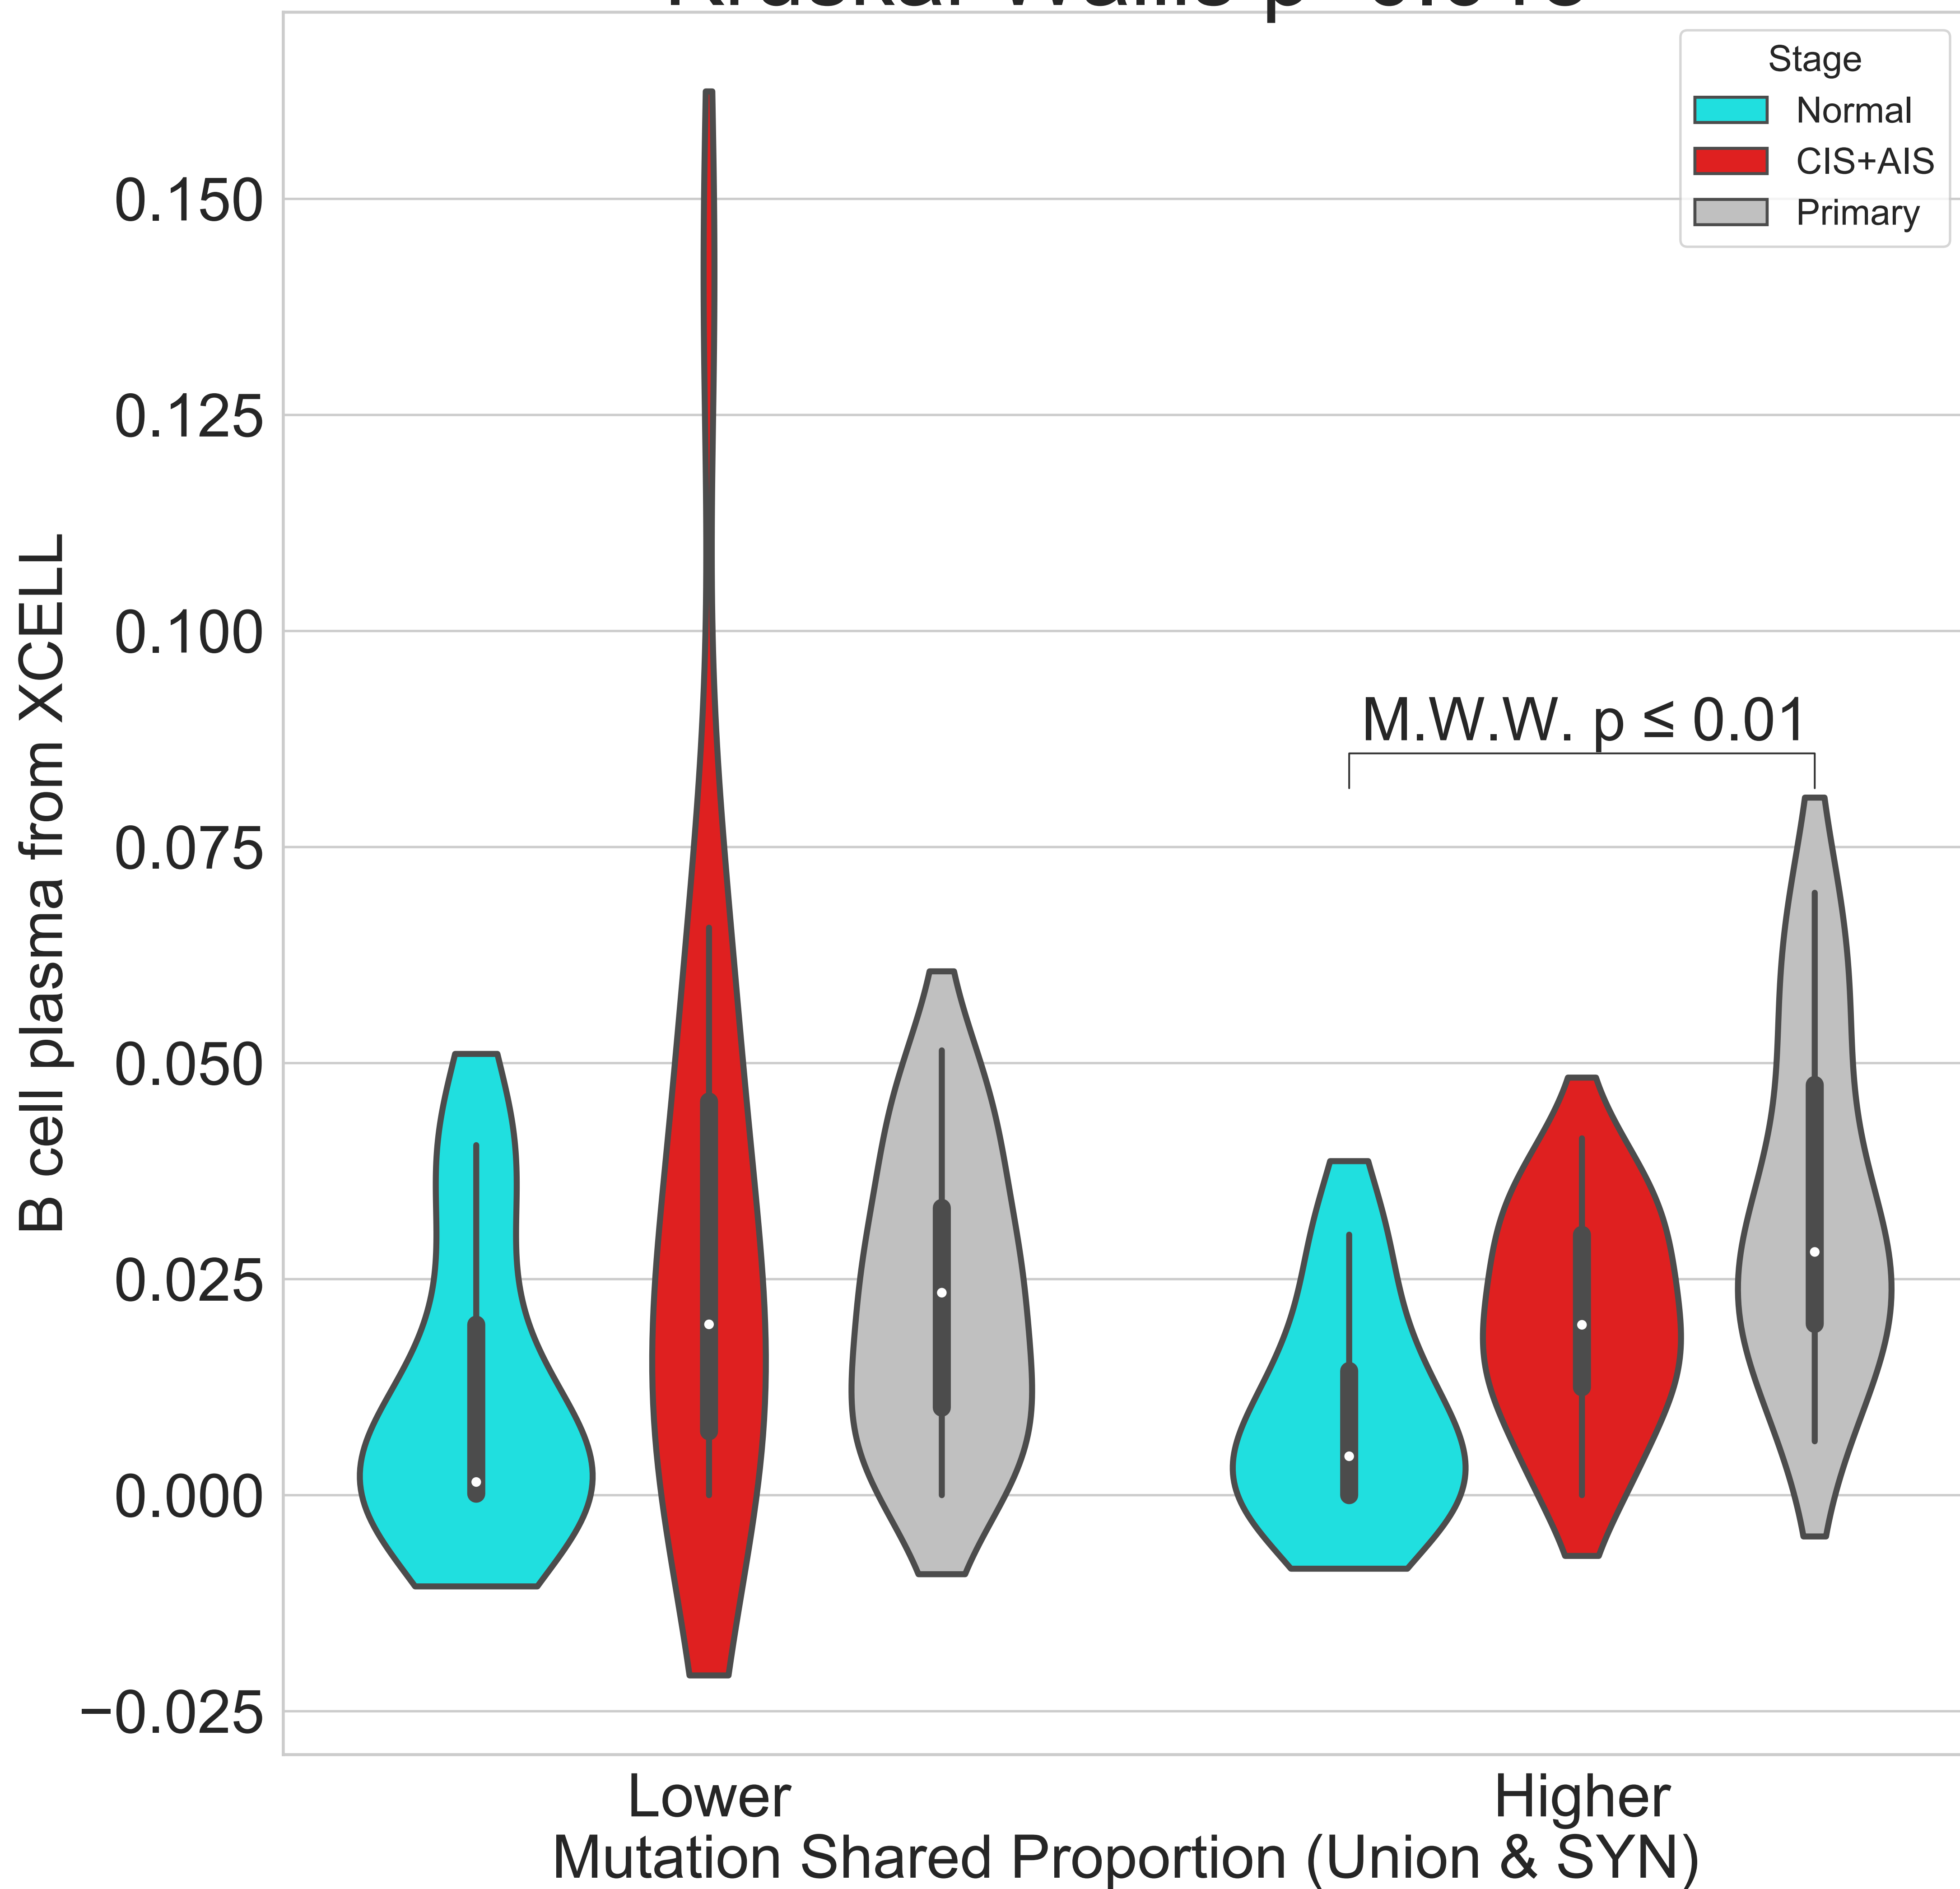 Stage
Normal
CIS+AIS
Primary
0.150
0.125
0.100
0.075
0.050
0.025
0.000
−0.025
B cell plasma from XCELL
M.W.W. p ≤ 0.01
Lower
Higher
Mutation Shared Proportion (Union & SYN)